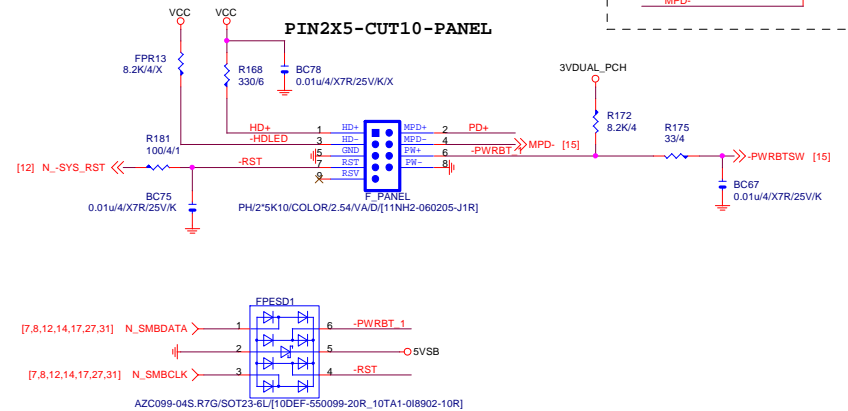 MPD-
VCC
VCC
PIN2X5-CUT10-PANEL
FPR13
8.2K/4/X
R168
330/6
BC78
0.01u/4/X7R/25V/K/X
3VDUAL_PCH
R172
8.2K/4
R175
33/4
HD+ 1 HD+ MPD+ 2 PD+
-HDLED 3 HD- MPD- 4 MPD- [15]
5 GND PW+ 6 -PWRBT_1 -PWRBTSW [15]
R181
100/4/1
[12] N_-SYS_RST -RST 7 RST PW- 8
9 RSV
BC75
0.01u/4/X7R/25V/K
F_PANEL
PH/2*5K10/COLOR/2.54/VA/D/[11NH2-060205-J1R]
BC67
0.01u/4/X7R/25V/K
FPESD1
[7,8,12,14,17,27,31] N_SMBDATA 1 6 -PWRBT_1
2 5 5VSB
[7,8,12,14,17,27,31] N_SMBCLK 3 4 -RST
AZC099-04S.R7G/SOT23-6L/[10DEF-550099-20R_10TA1-0I8902-10R]